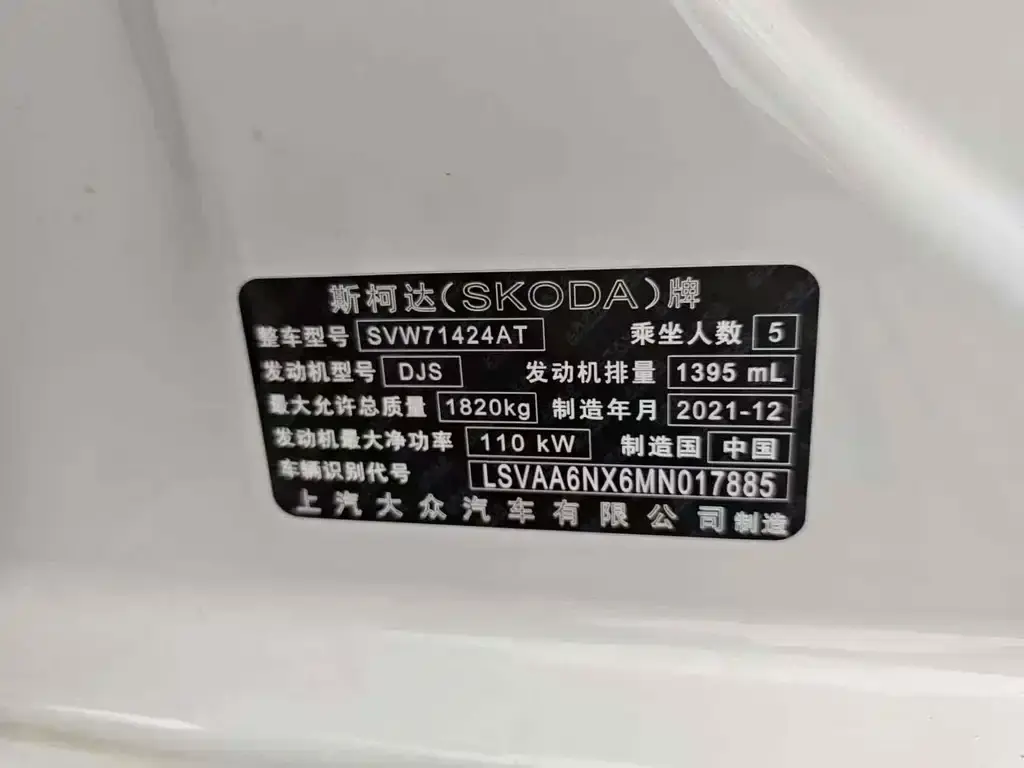 斯柯达(SKODA)牌
整车型号 SVW71424AT 乘坐人数 5
发动机型号 DJS 发动机排量 1395 mL
最大允许总质量 1820kg 制造年月 2021-12
发动机最大净功率 110 kW 制造国 中国
车辆识别代号 LSVAA6NX6MN017885
上汽大众汽车有限公司制造